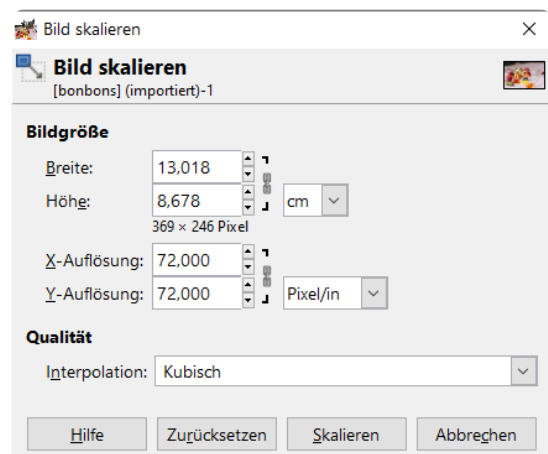 Bild skalieren
Bild skalieren
[bonbons] (importiert)-1
Bildgröße
Breite: 13,018
Höhe: 8,678 cm
369 × 246 Pixel
X-Auflösung: 72,000
Y-Auflösung: 72,000 Pixel/in
Qualität
Interpolation: Kubisch
Hilfe Zurücksetzen Skalieren Abbrechen